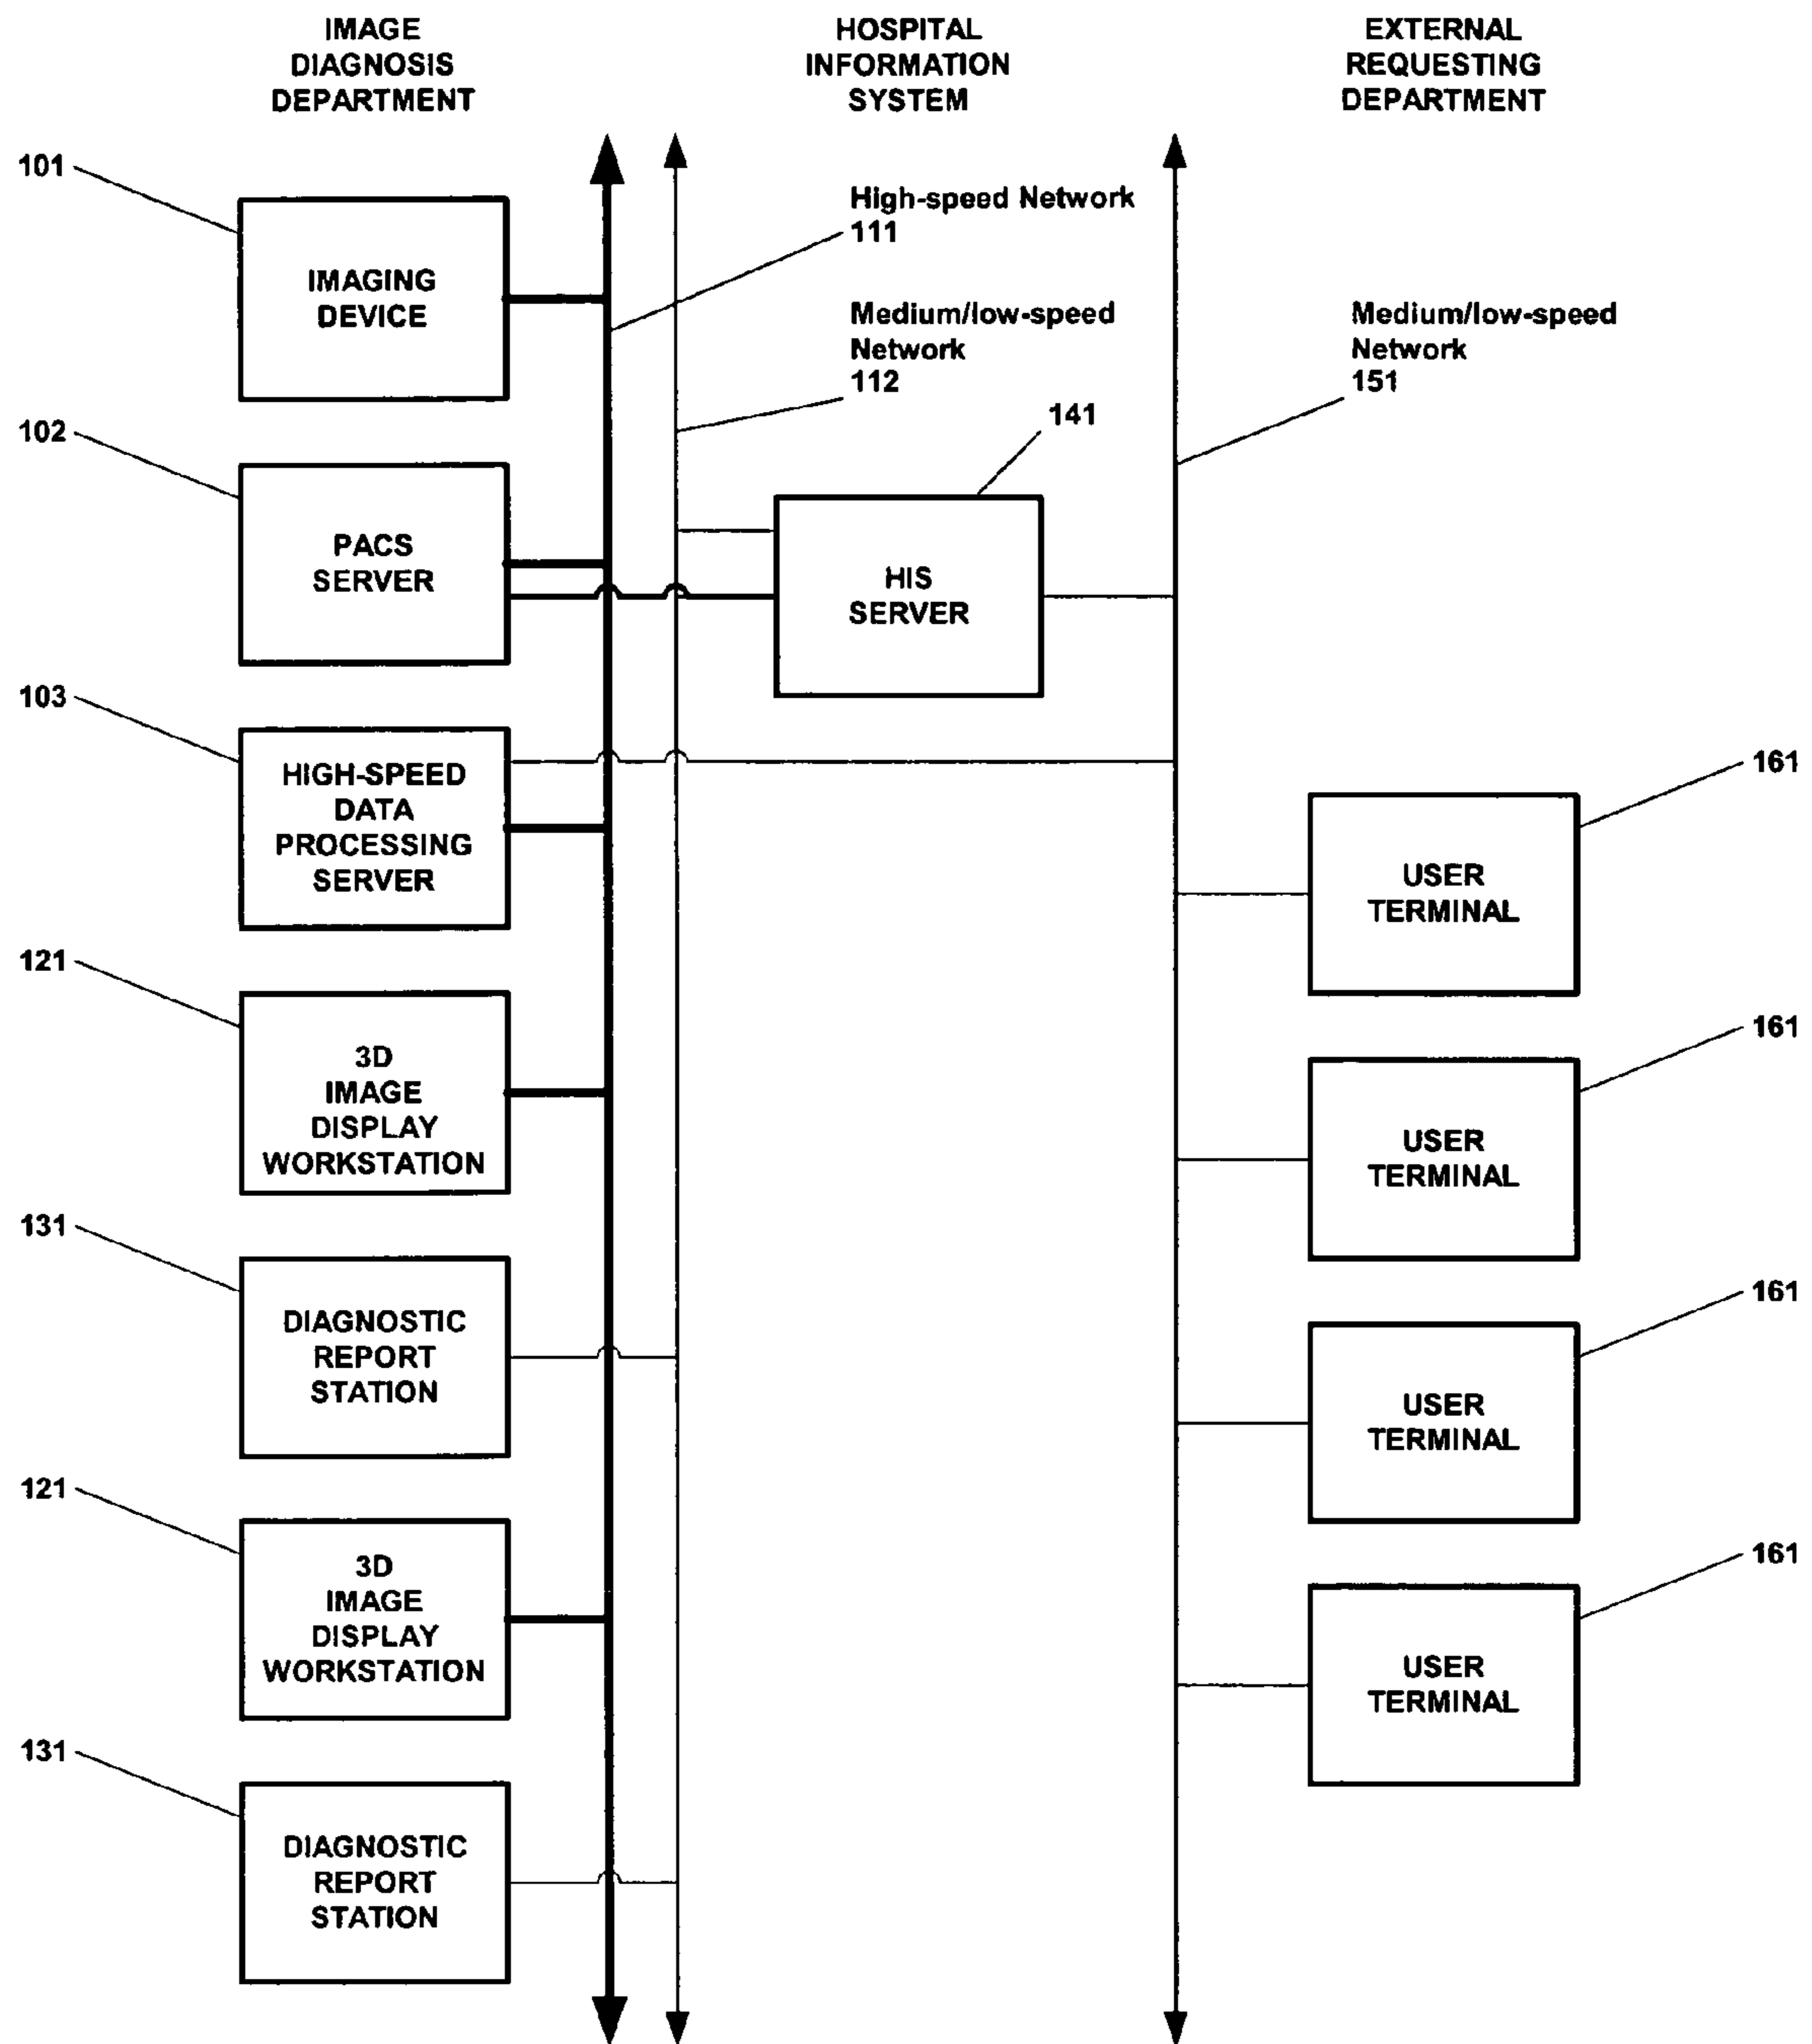 IMAGE
DIAGNOSIS
DEPARTMENT
HOSPITAL
INFORMATION
SYSTEM
EXTERNAL
REQUESTING
DEPARTMENT
101
IMAGING
DEVICE
High-speed Network
111
Medium/low-speed
Network
112
Medium/low-speed
Network
151
102
PACS
SERVER
141
HIS
SERVER
103
HIGH-SPEED
DATA
PROCESSING
SERVER
161
USER
TERMINAL
121
3D
IMAGE
DISPLAY
WORKSTATION
161
USER
TERMINAL
131
DIAGNOSTIC
REPORT
STATION
161
USER
TERMINAL
121
3D
IMAGE
DISPLAY
WORKSTATION
161
USER
TERMINAL
131
DIAGNOSTIC
REPORT
STATION